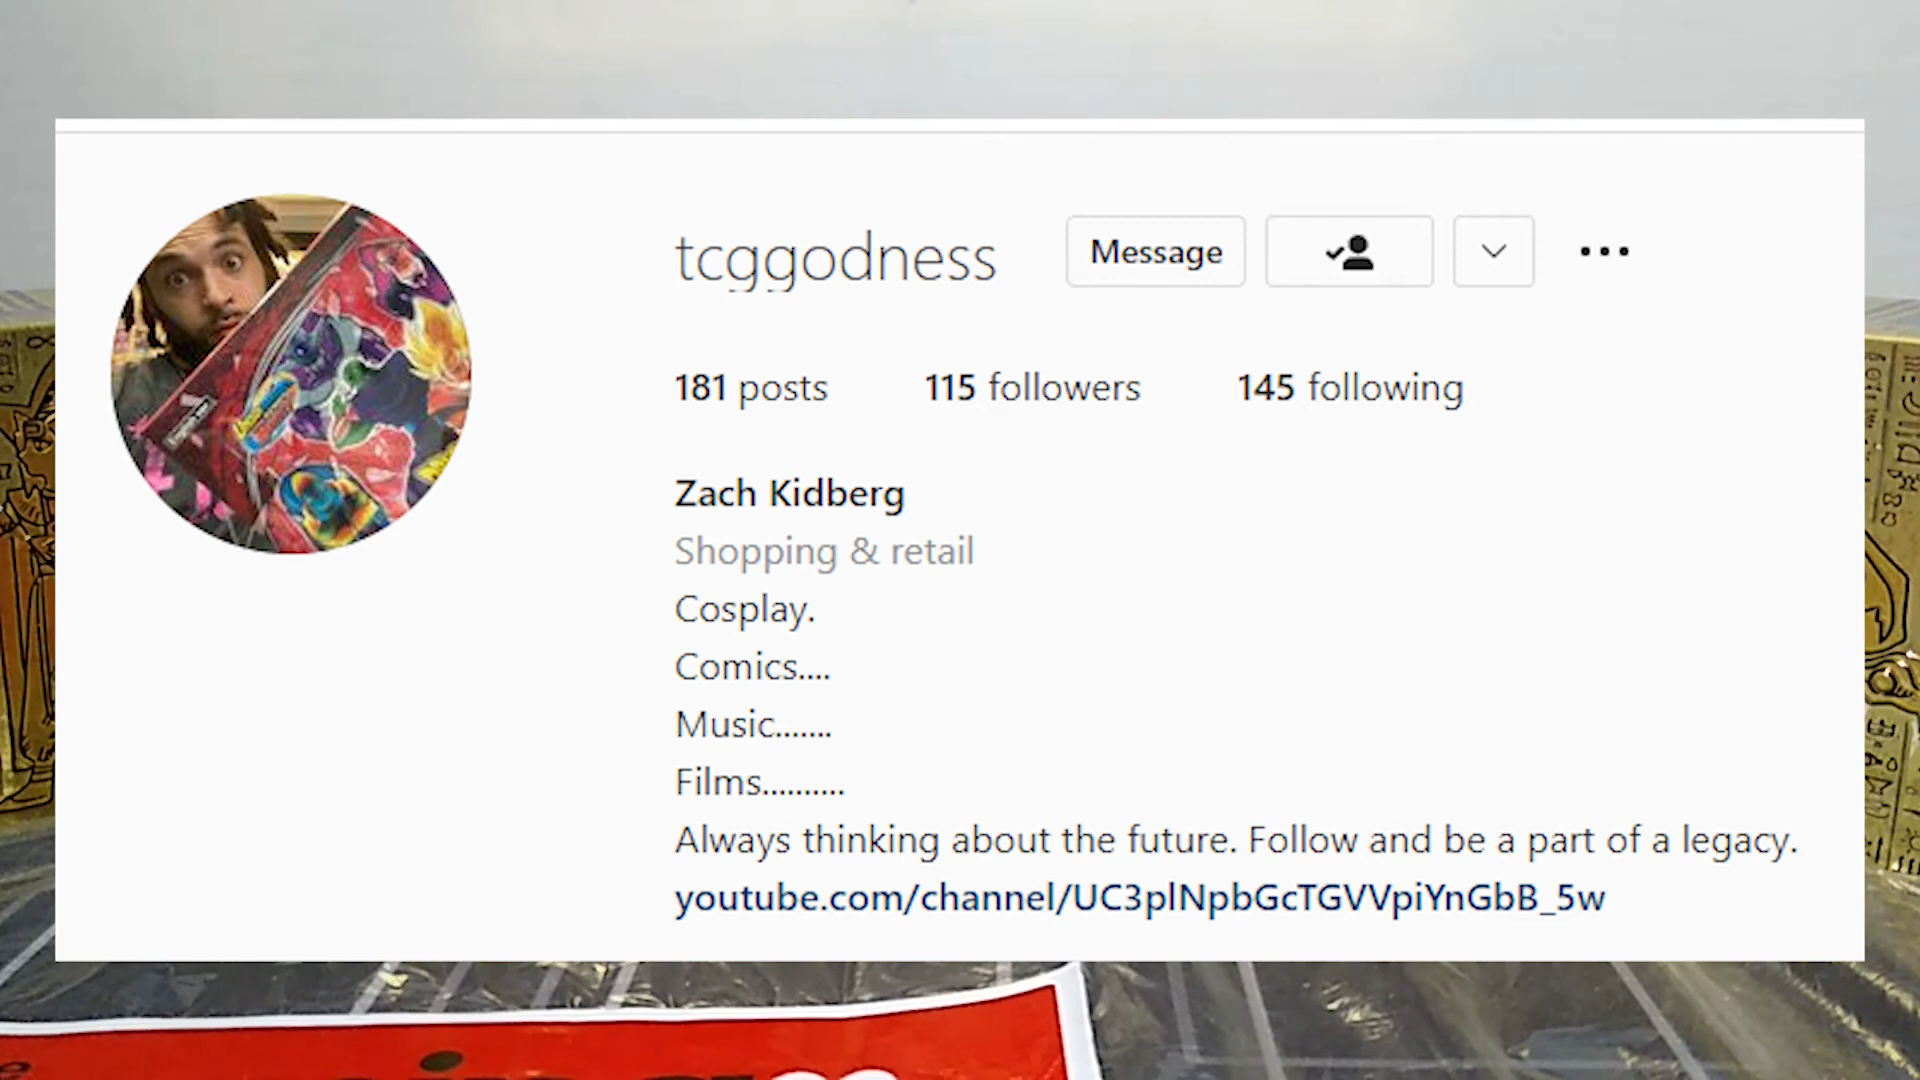 tcggodness Message
181 posts 115 followers 145 following
Zach Kidberg
Shopping & retail
Cosplay.
Comics....
Music.......
Films..........
Always thinking about the future. Follow and be a part of a legacy.
youtube.com/channel/UC3plNpbGcTGVVpiYnGbB_5w